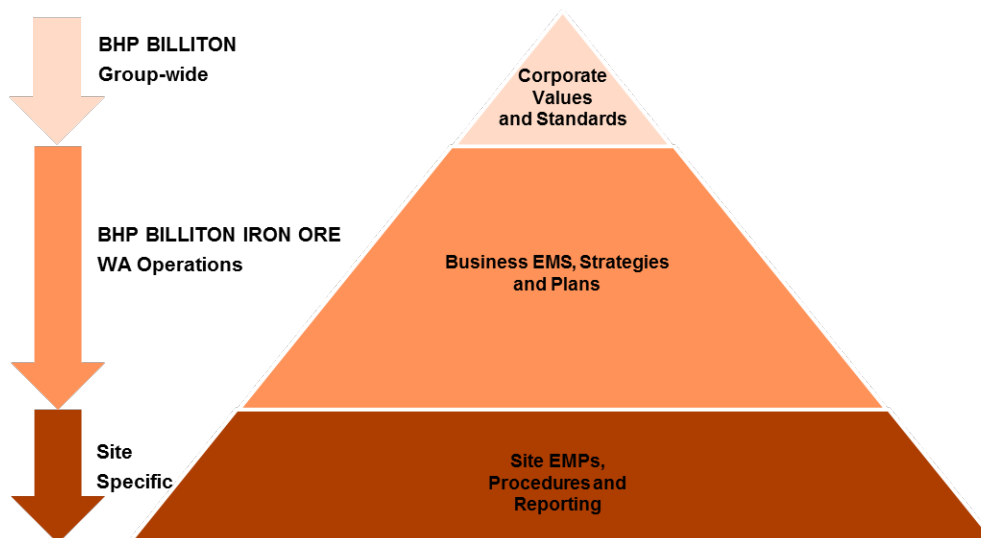 BHP BILLITON
Group-wide
Corporate
Values
and Standards
BHP BILLITON IRON ORE
WA Operations
Business EMS, Strategies
and Plans
Site
Specific
Site EMPs,
Procedures and
Reporting